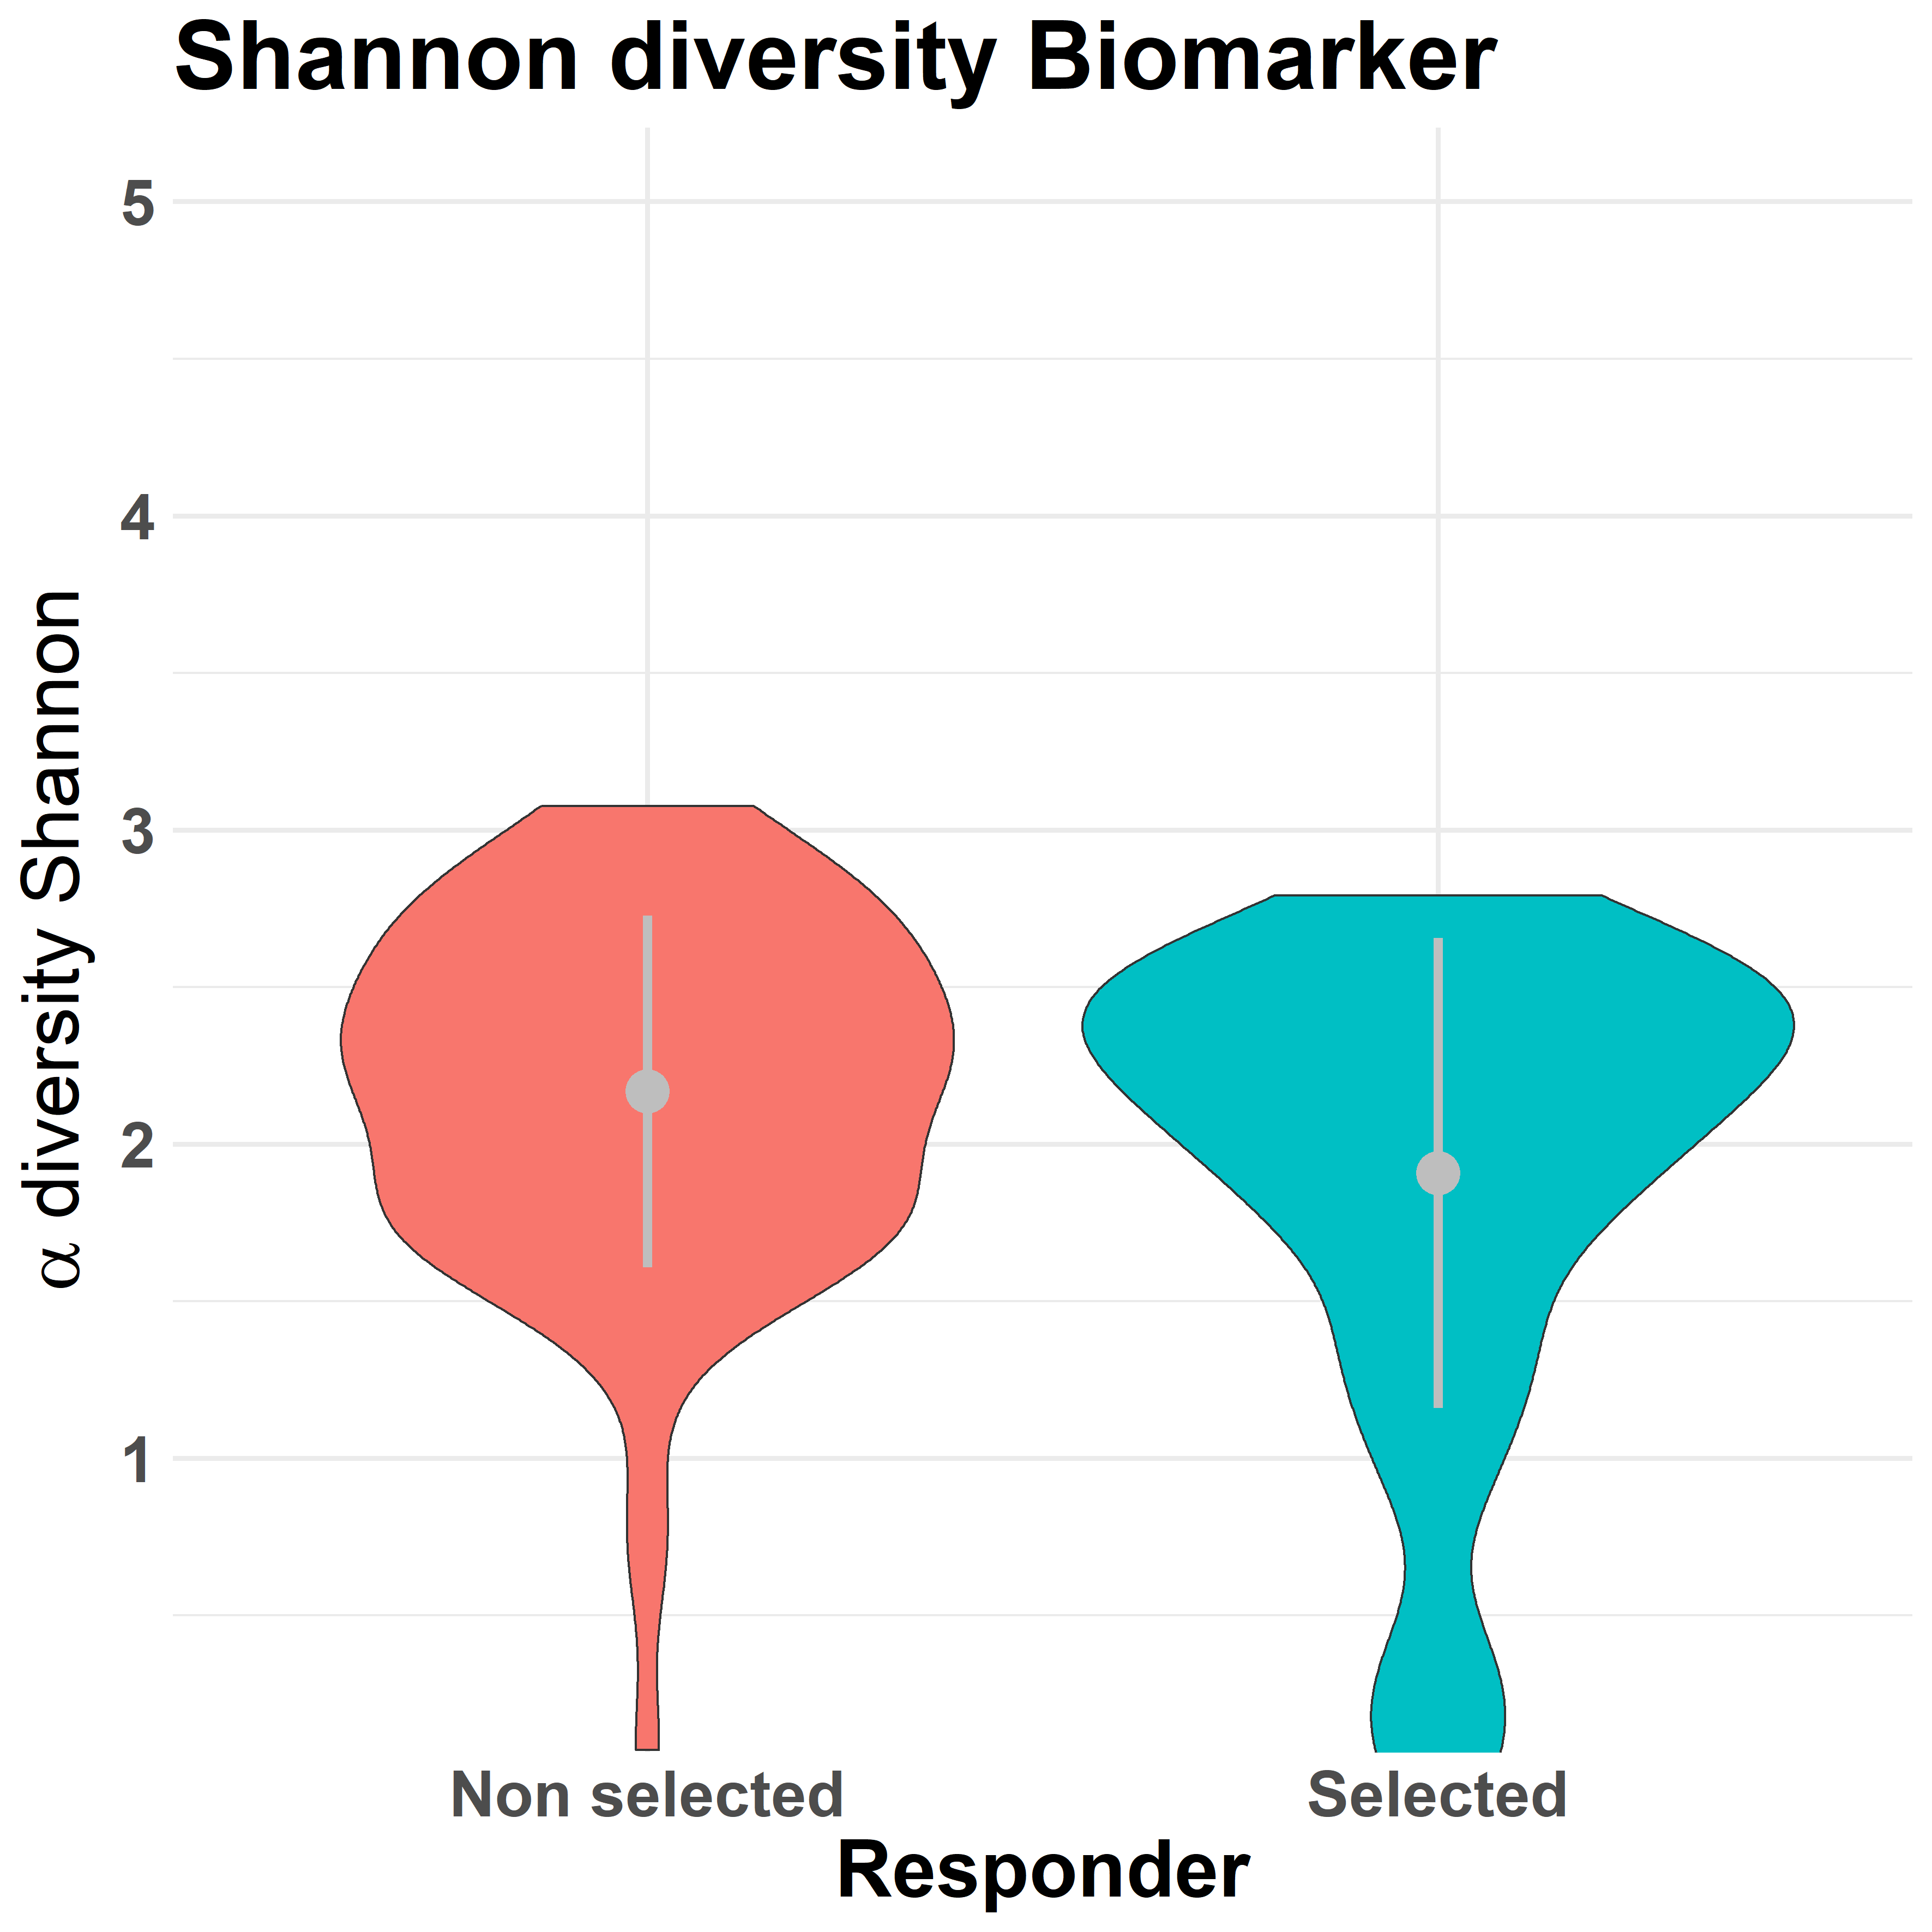 Shannon diversity Biomarker
5
4
3
2
1
α diversity Shannon
Non selected
Selected
Responder